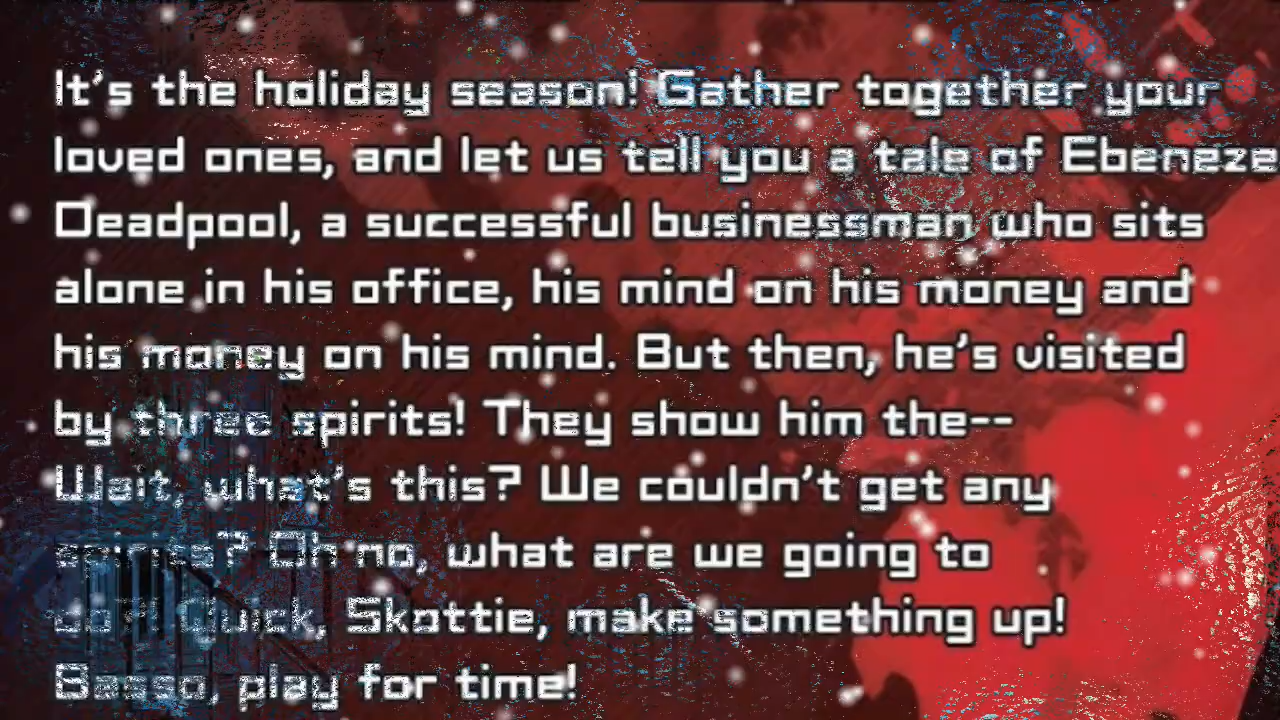 It's the holiday season! Gather together your
loved ones, and let us tell you a tale of Ebeneze
Deadpool, a successful businessman who sits
alone in his office, his mind on his money and
his money on his mind. But then, he's visited
by three spirits! They show him the--
Wait, what's this? We couldn't get any
spirits? Oh no, what are we going to
do?! Quick, Skottie, make something up!
Sasso, play for time!